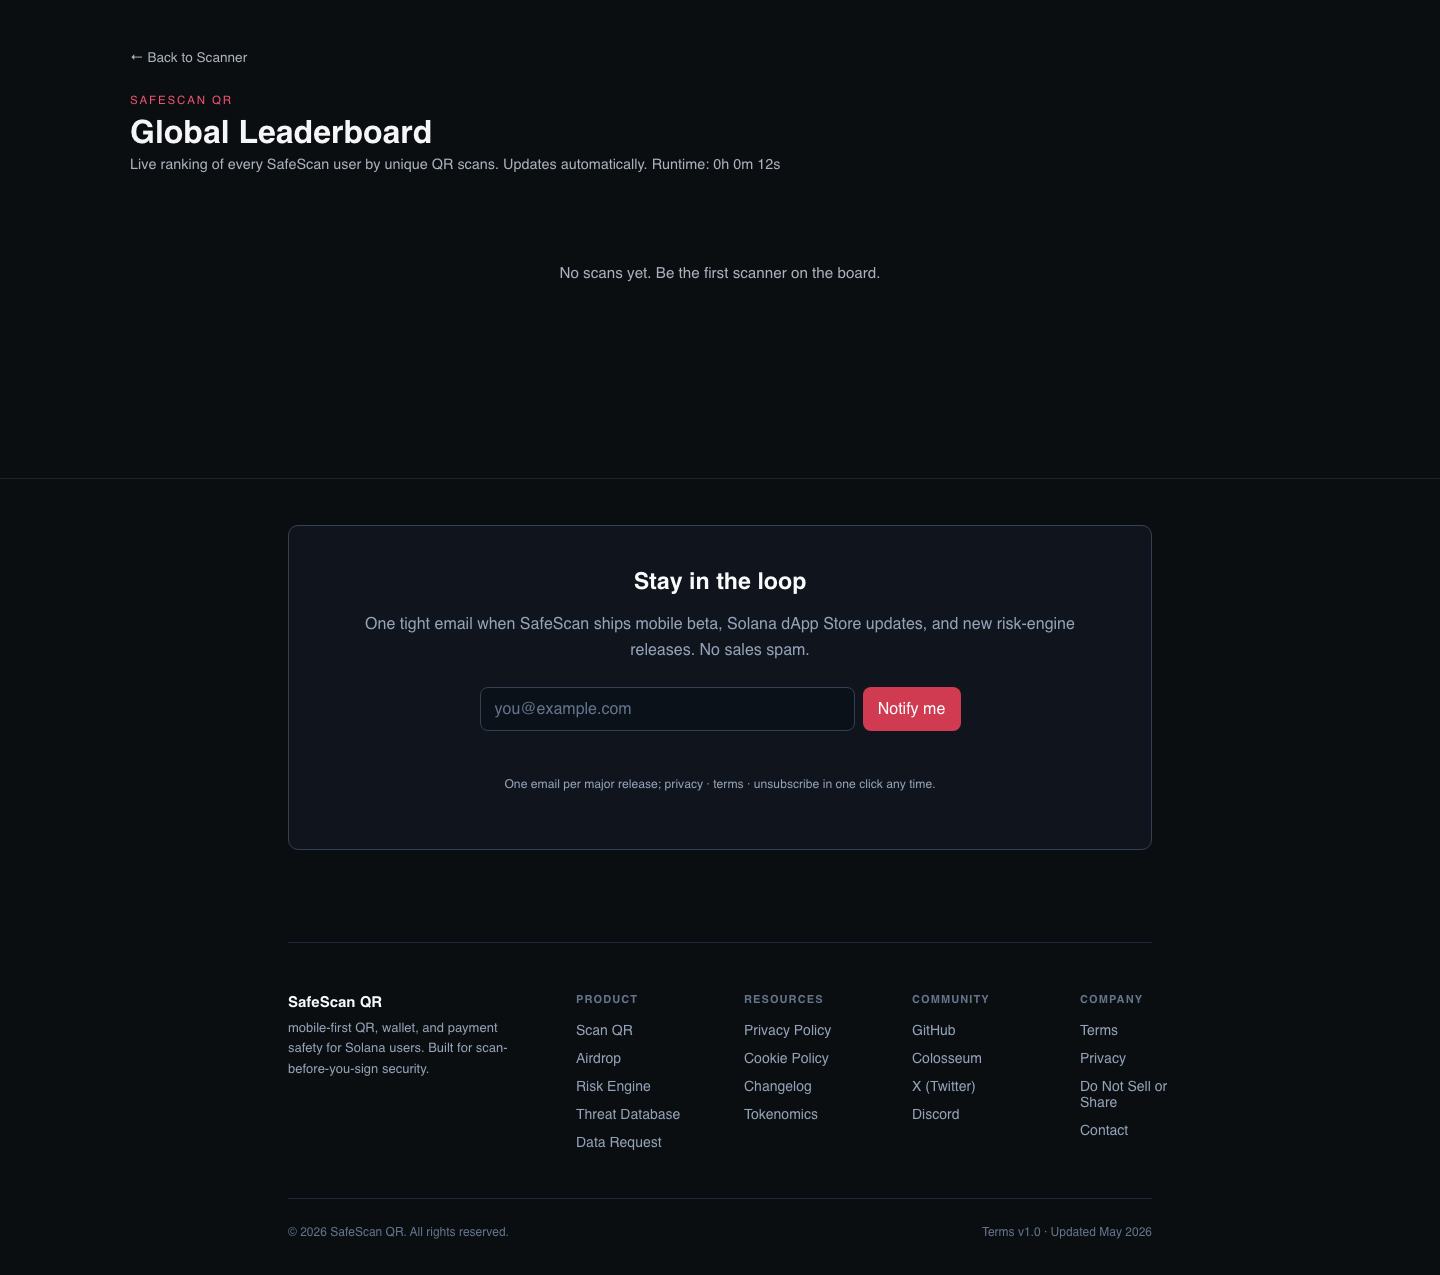 ← Back to Scanner
SAFESCAN QR
Global Leaderboard
Live ranking of every SafeScan user by unique QR scans. Updates automatically. Runtime: 0h 0m 12s
No scans yet. Be the first scanner on the board.
Stay in the loop
One tight email when SafeScan ships mobile beta, Solana dApp Store updates, and new risk-engine
releases. No sales spam.
you@example.com
Notify me
One email per major release; privacy · terms · unsubscribe in one click any time.
SafeScan QR
mobile-first QR, wallet, and payment
safety for Solana users. Built for scan-
before-you-sign security.
PRODUCT
Scan QR
Airdrop
Risk Engine
Threat Database
Data Request
RESOURCES
Privacy Policy
Cookie Policy
Changelog
Tokenomics
COMMUNITY
GitHub
Colosseum
X (Twitter)
Discord
COMPANY
Terms
Privacy
Do Not Sell or
Share
Contact
© 2026 SafeScan QR. All rights reserved.
Terms v1.0 · Updated May 2026